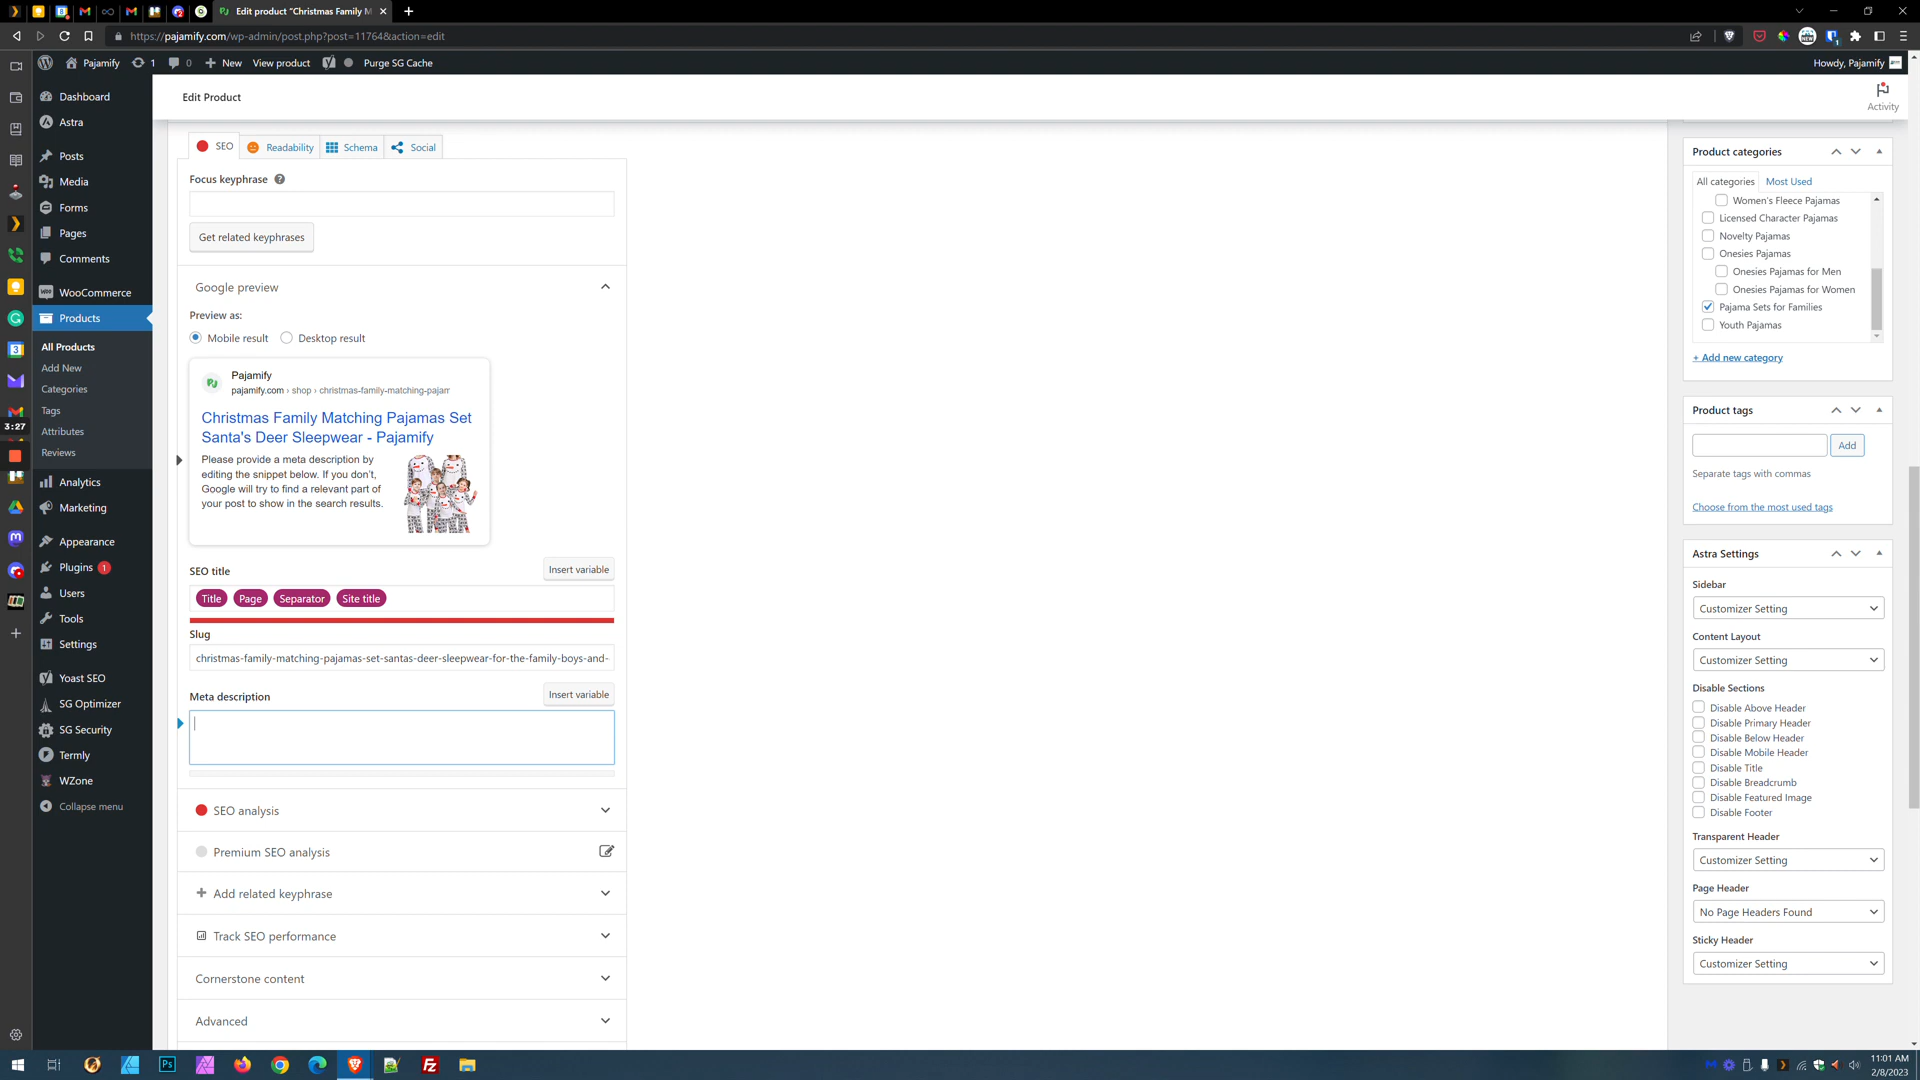 Edit product "Christmas Family M
https://pajamify.com/wp-admin/post.php?post=11764&action=edit
Pajamify
1
0
New
View product
Purge SG Cache
Howdy, Pajamify
Dashboard
Astra
Posts
Media
Forms
Pages
Comments
WooCommerce
Products
All Products
Add New
Categories
Tags
Attributes
Reviews
Analytics
Marketing
Appearance
Plugins 1
Users
Tools
Settings
Yoast SEO
SG Optimizer
SG Security
Termly
WZone
Collapse menu
3:27
Edit Product
Activity
SEO
Readability
Schema
Social
Focus keyphrase
Get related keyphrases
Google preview
Preview as:
Mobile result
Desktop result
Pajamify
pajamify.com › shop › christmas-family-matching-pajam
Christmas Family Matching Pajamas Set
Santa's Deer Sleepwear - Pajamify
Please provide a meta description by
editing the snippet below. If you don't,
Google will try to find a relevant part of
your post to show in the search results.
SEO title
Insert variable
Title
Page
Separator
Site title
Slug
christmas-family-matching-pajamas-set-santas-deer-sleepwear-for-the-family-boys-and-
Meta description
Insert variable
SEO analysis
Premium SEO analysis
Add related keyphrase
Track SEO performance
Cornerstone content
Advanced
Product categories
All categories
Most Used
Women's Fleece Pajamas
Licensed Character Pajamas
Novelty Pajamas
Onesies Pajamas
Onesies Pajamas for Men
Onesies Pajamas for Women
Pajama Sets for Families
Youth Pajamas
+ Add new category
Product tags
Add
Separate tags with commas
Choose from the most used tags
Astra Settings
Sidebar
Customizer Setting
Content Layout
Customizer Setting
Disable Sections
Disable Above Header
Disable Primary Header
Disable Below Header
Disable Mobile Header
Disable Title
Disable Breadcrumb
Disable Featured Image
Disable Footer
Transparent Header
Customizer Setting
Page Header
No Page Headers Found
Sticky Header
Customizer Setting
11:01 AM
2/8/2023